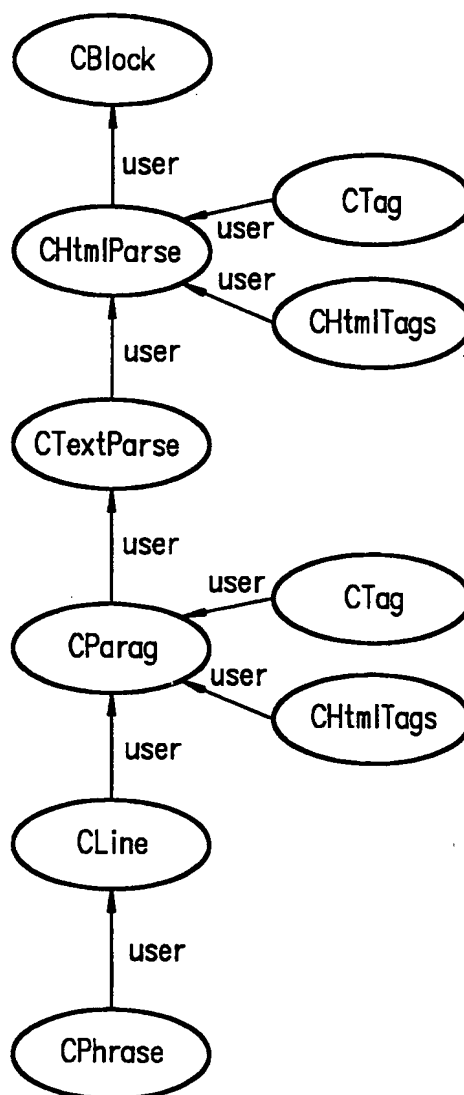 CBlock
user
CTag
user
CHtmlParse
user
CHtmlTags
user
CTextParse
user
user
CTag
CParag
user
CHtmlTags
user
CLine
user
CPhrase